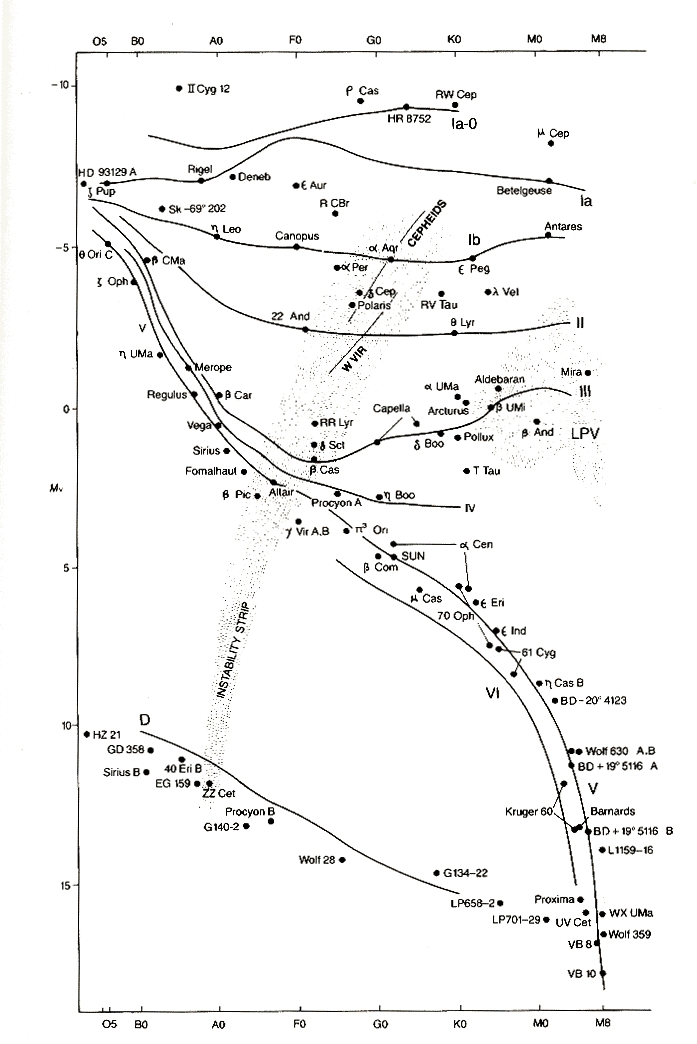 O5 B0 A0 F0 G0 K0 M0 M8
-10
II Cyg 12
ρ Cas
RW Cep
HR 8752
Ia-0
μ Cep
HD 93129 A
Rigel
Deneb
ζ Pup
ϵ Aur
Betelgeuse
Ia
R CBr
Sk -69° 202
CEPHEIDS
η Leo
Canopus
Ib
Antares
-5
α Aqr
θ Ori C
β CMa
α Per
ϵ Peg
ζ Oph
ζ Cep
RV Tau
λ Vel
Polaris
22 And
θ Lyr
II
V
W VIR
η UMa
Merope
Mira
Aldebaran
α UMa
III
Regulus
β Car
Capella
Arcturus
β UMi
0
Vega
RR Lyr
β And
LPV
δ Sct
δ Boo
Pollux
Sirius
β Cas
Fomalhaut
T Tau
Mv
Altair
β Pic
Procyon A
η Boo
IV
γ Vir A,B
π³ Ori
α Cen
SUN
5
β Com
μ Cas
ϵ Eri
70 Oph
ϵ Ind
61 Cyg
INSTABILITY STRIP
VI
η Cas B
BD-20° 4123
D
10
HZ 21
GD 358
Wolf 630 A.B
40 Eri B
BD + 19° 5116 A
Sirius B
EG 159
ZZ Cet
V
Procyon B
Kruger 60
Barnards
G140-2
BD + 19° 5116 B
L1159-16
Wolf 28
G134-22
15
Proxima
LP658-2
LP701-29
UV Cet
WX UMa
Wolf 359
VB 8
VB 10
O5 B0 A0 F0 G0 K0 M0 M8